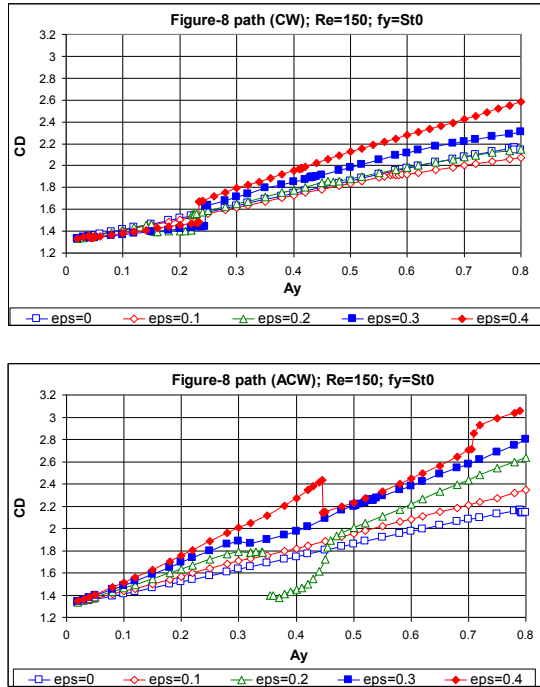 Figure-8 path (CW); Re=150; fy=St0
3.2
3
2.8
2.6
2.4
2.2
2
1.8
1.6
1.4
1.2
CD
0 0.1 0.2 0.3 0.4 0.5 0.6 0.7 0.8
Ay
eps=0 eps=0.1 eps=0.2 eps=0.3 eps=0.4
Figure-8 path (ACW); Re=150; fy=St0
3.2
3
2.8
2.6
2.4
2.2
2
1.8
1.6
1.4
1.2
CD
0 0.1 0.2 0.3 0.4 0.5 0.6 0.7 0.8
Ay
eps=0 eps=0.1 eps=0.2 eps=0.3 eps=0.4